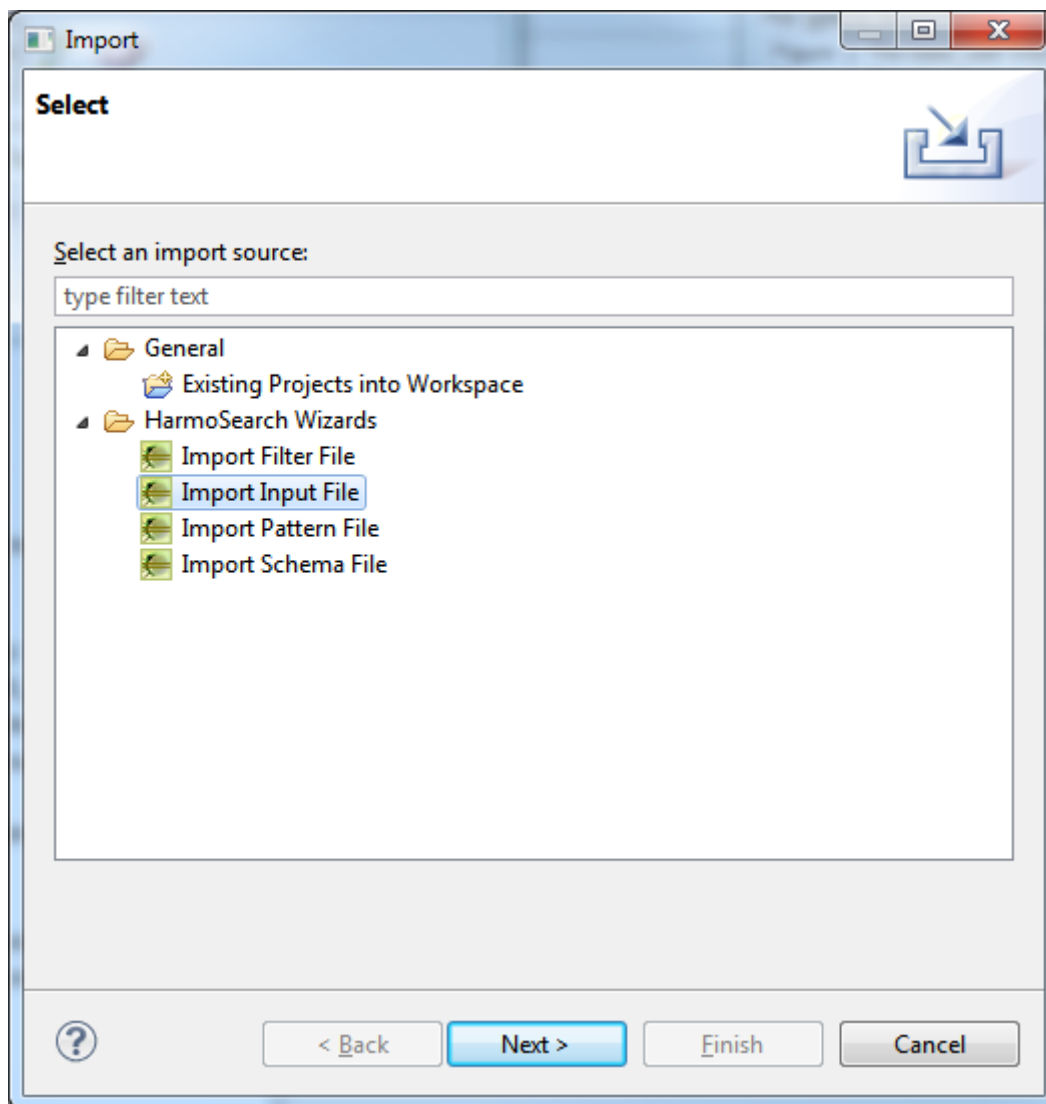 Import
Select
Select an import source:
type filter text
General
Existing Projects into Workspace
HarmoSearch Wizards
Import Filter File
Import Input File
Import Pattern File
Import Schema File
? < Back Next > Finish Cancel